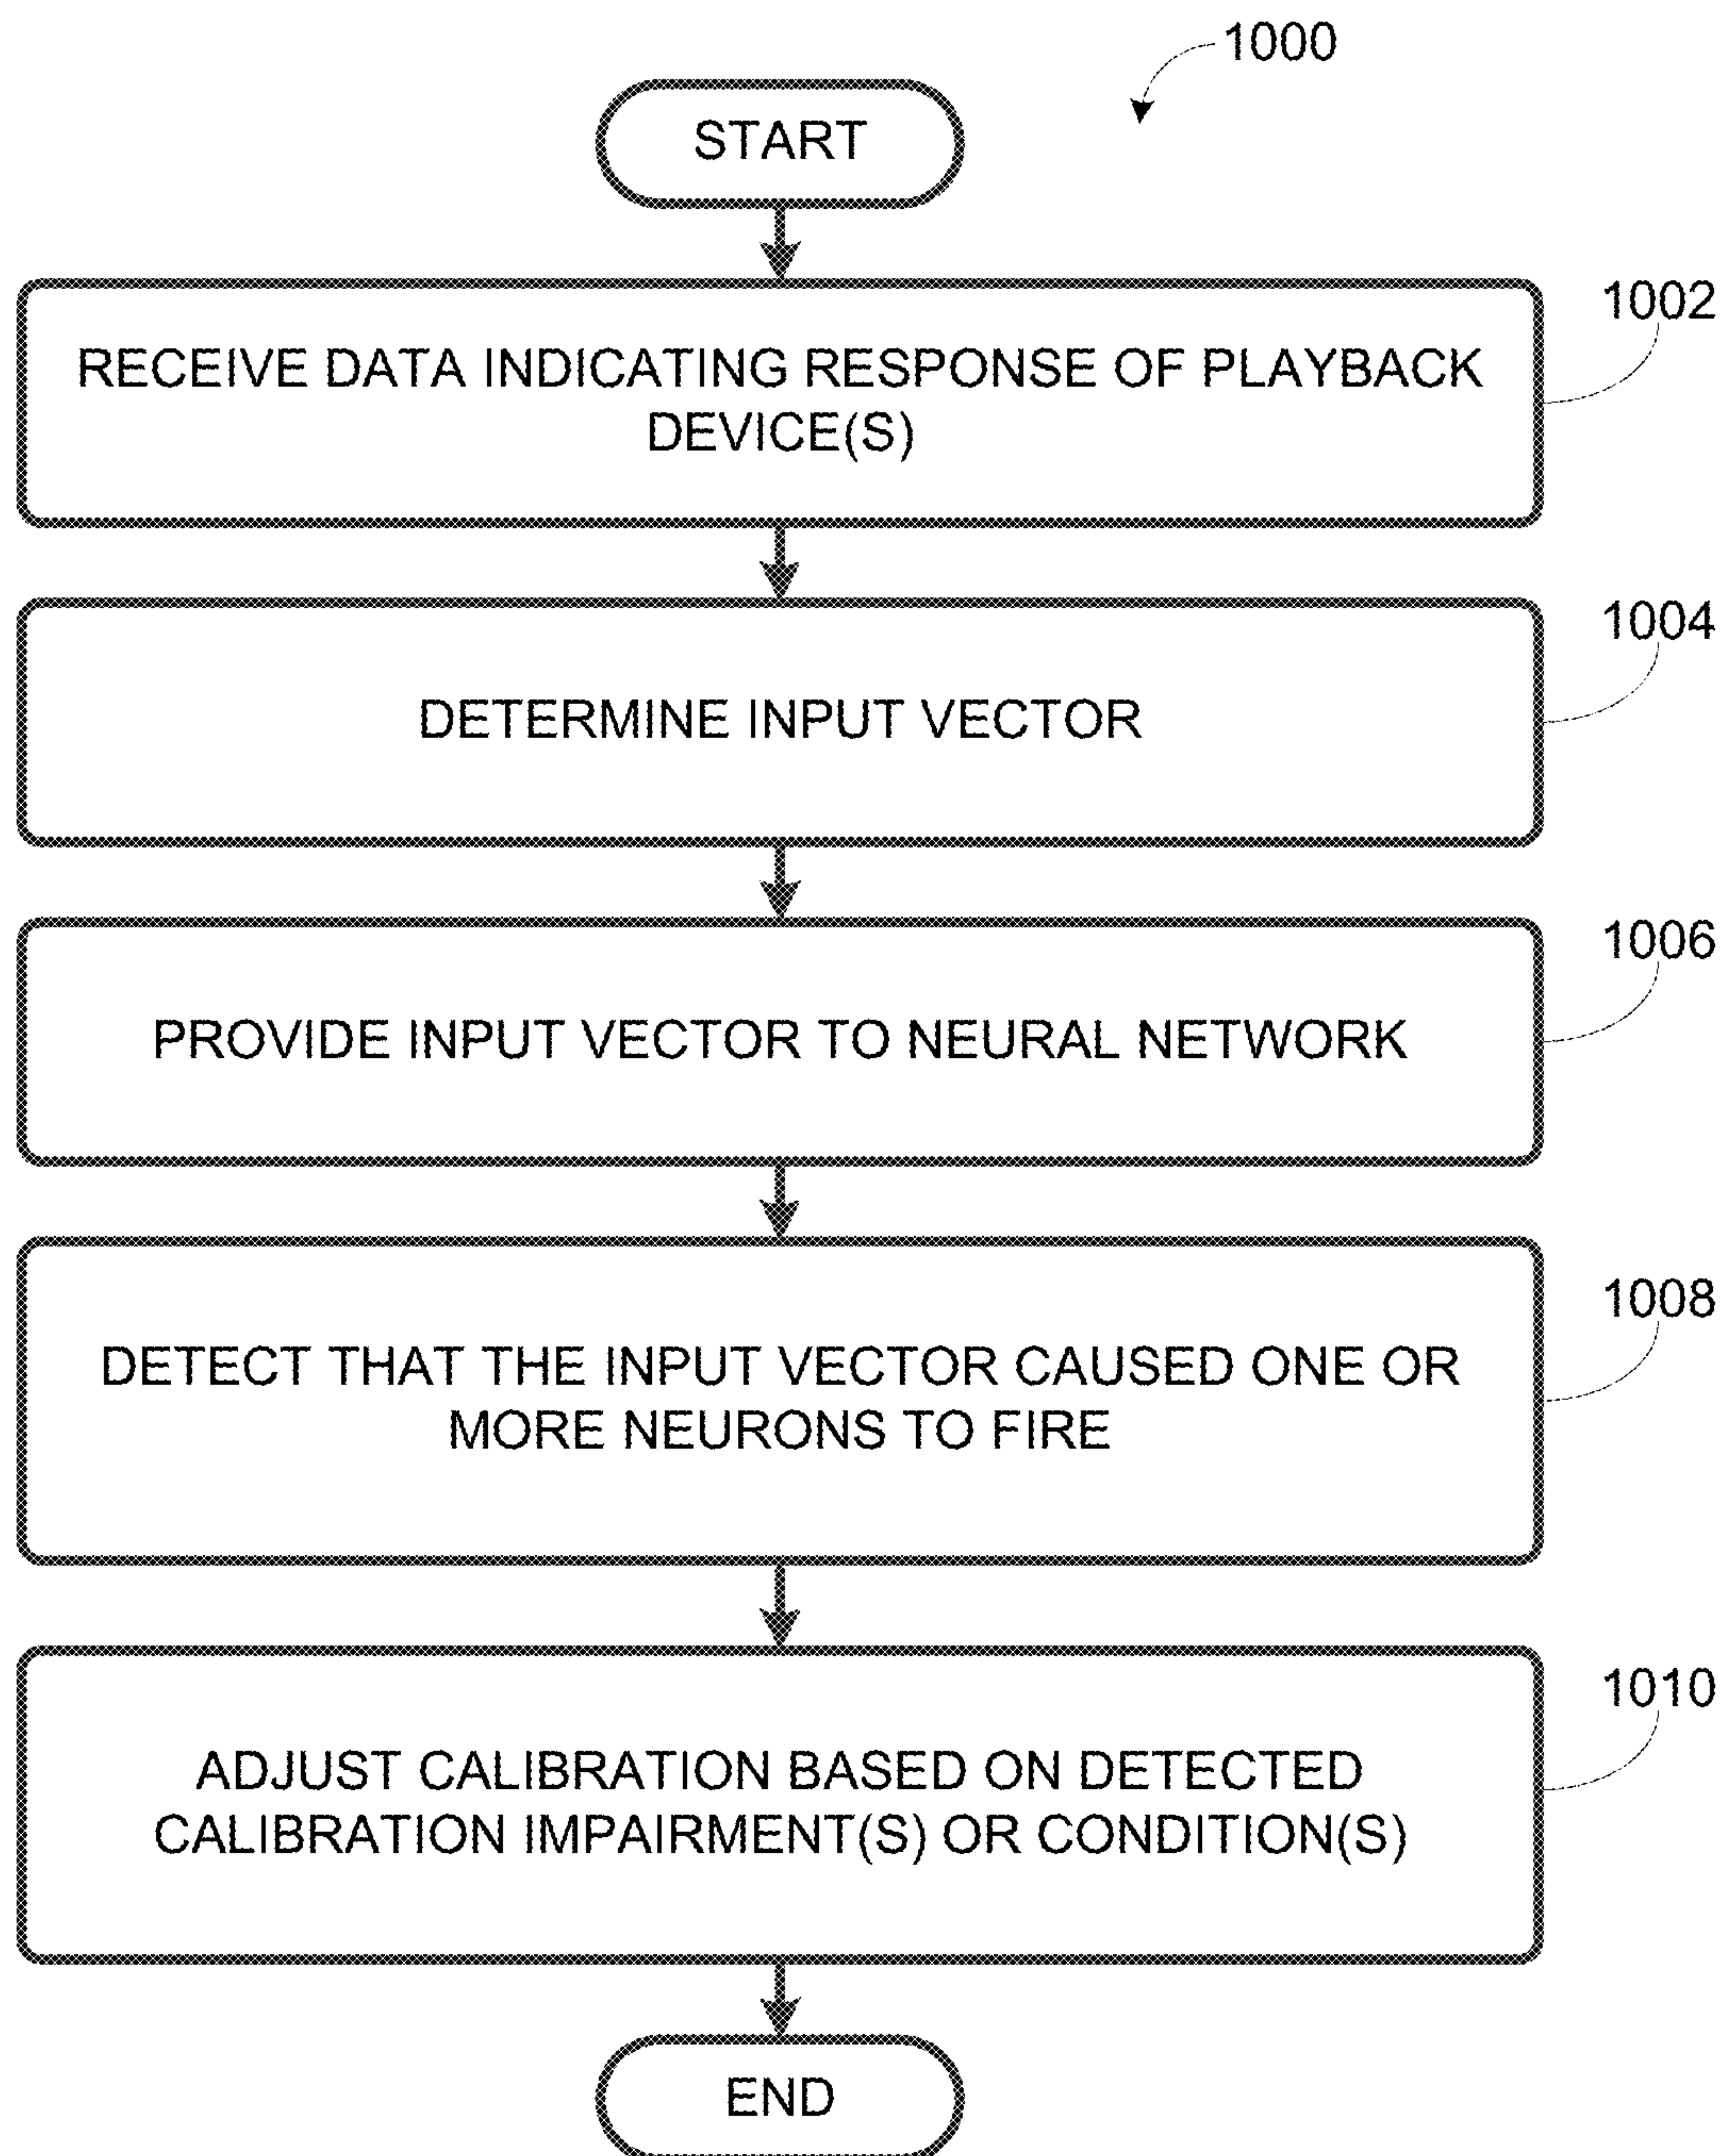 1000
START
1002
RECEIVE DATA INDICATING RESPONSE OF PLAYBACK
DEVICE(S)
1004
DETERMINE INPUT VECTOR
1006
PROVIDE INPUT VECTOR TO NEURAL NETWORK
1008
DETECT THAT THE INPUT VECTOR CAUSED ONE OR
MORE NEURONS TO FIRE
1010
ADJUST CALIBRATION BASED ON DETECTED
CALIBRATION IMPAIRMENT(S) OR CONDITION(S)
END